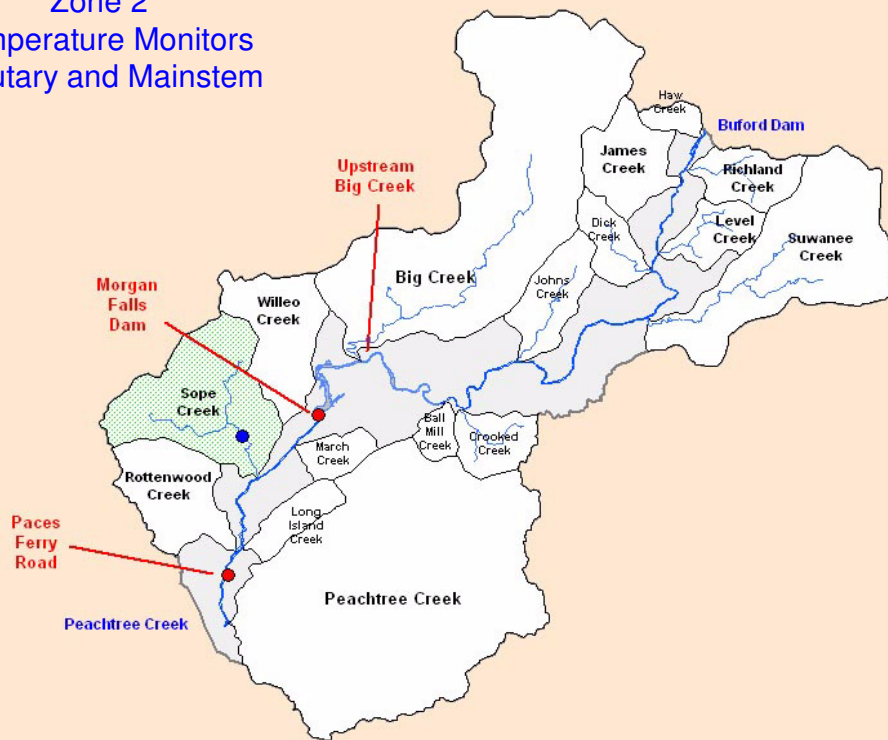 Zone 2
mperature Monitors
utary and Mainstem
Haw
Creek
Buford Dam
James
Creek
Upstream
Big Creek
Richland
Creek
Dick
Creek
Level
Creek
Suwanee
Creek
Big Creek
Johns
Creek
Morgan
Falls
Dam
Willeo
Creek
Sope
Creek
Ball
Mill
Creek
Crooked
Creek
March
Creek
Rottenwood
Creek
Long
Island
Creek
Paces
Ferry
Road
Peachtree Creek
Peachtree Creek